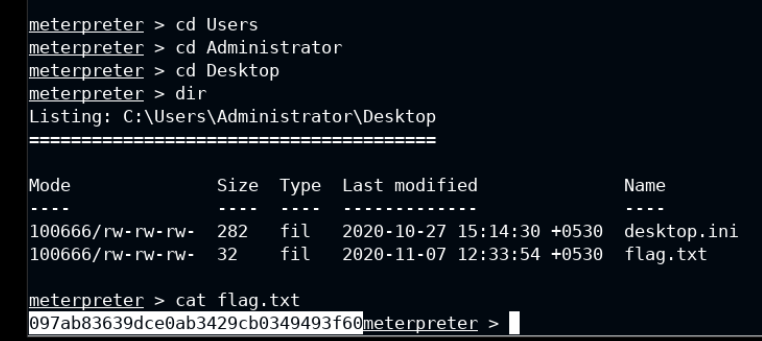 meterpreter > cd Users
meterpreter > cd Administrator
meterpreter > cd Desktop
meterpreter > dir
Listing: C:\Users\Administrator\Desktop
=======================================
Mode Size Type Last modified Name
---- ---- ---- ------------- ----
100666/rw-rw-rw- 282 fil 2020-10-27 15:14:30 +0530 desktop.ini
100666/rw-rw-rw- 32 fil 2020-11-07 12:33:54 +0530 flag.txt
meterpreter > cat flag.txt
097ab83639dce0ab3429cb0349493f60meterpreter >